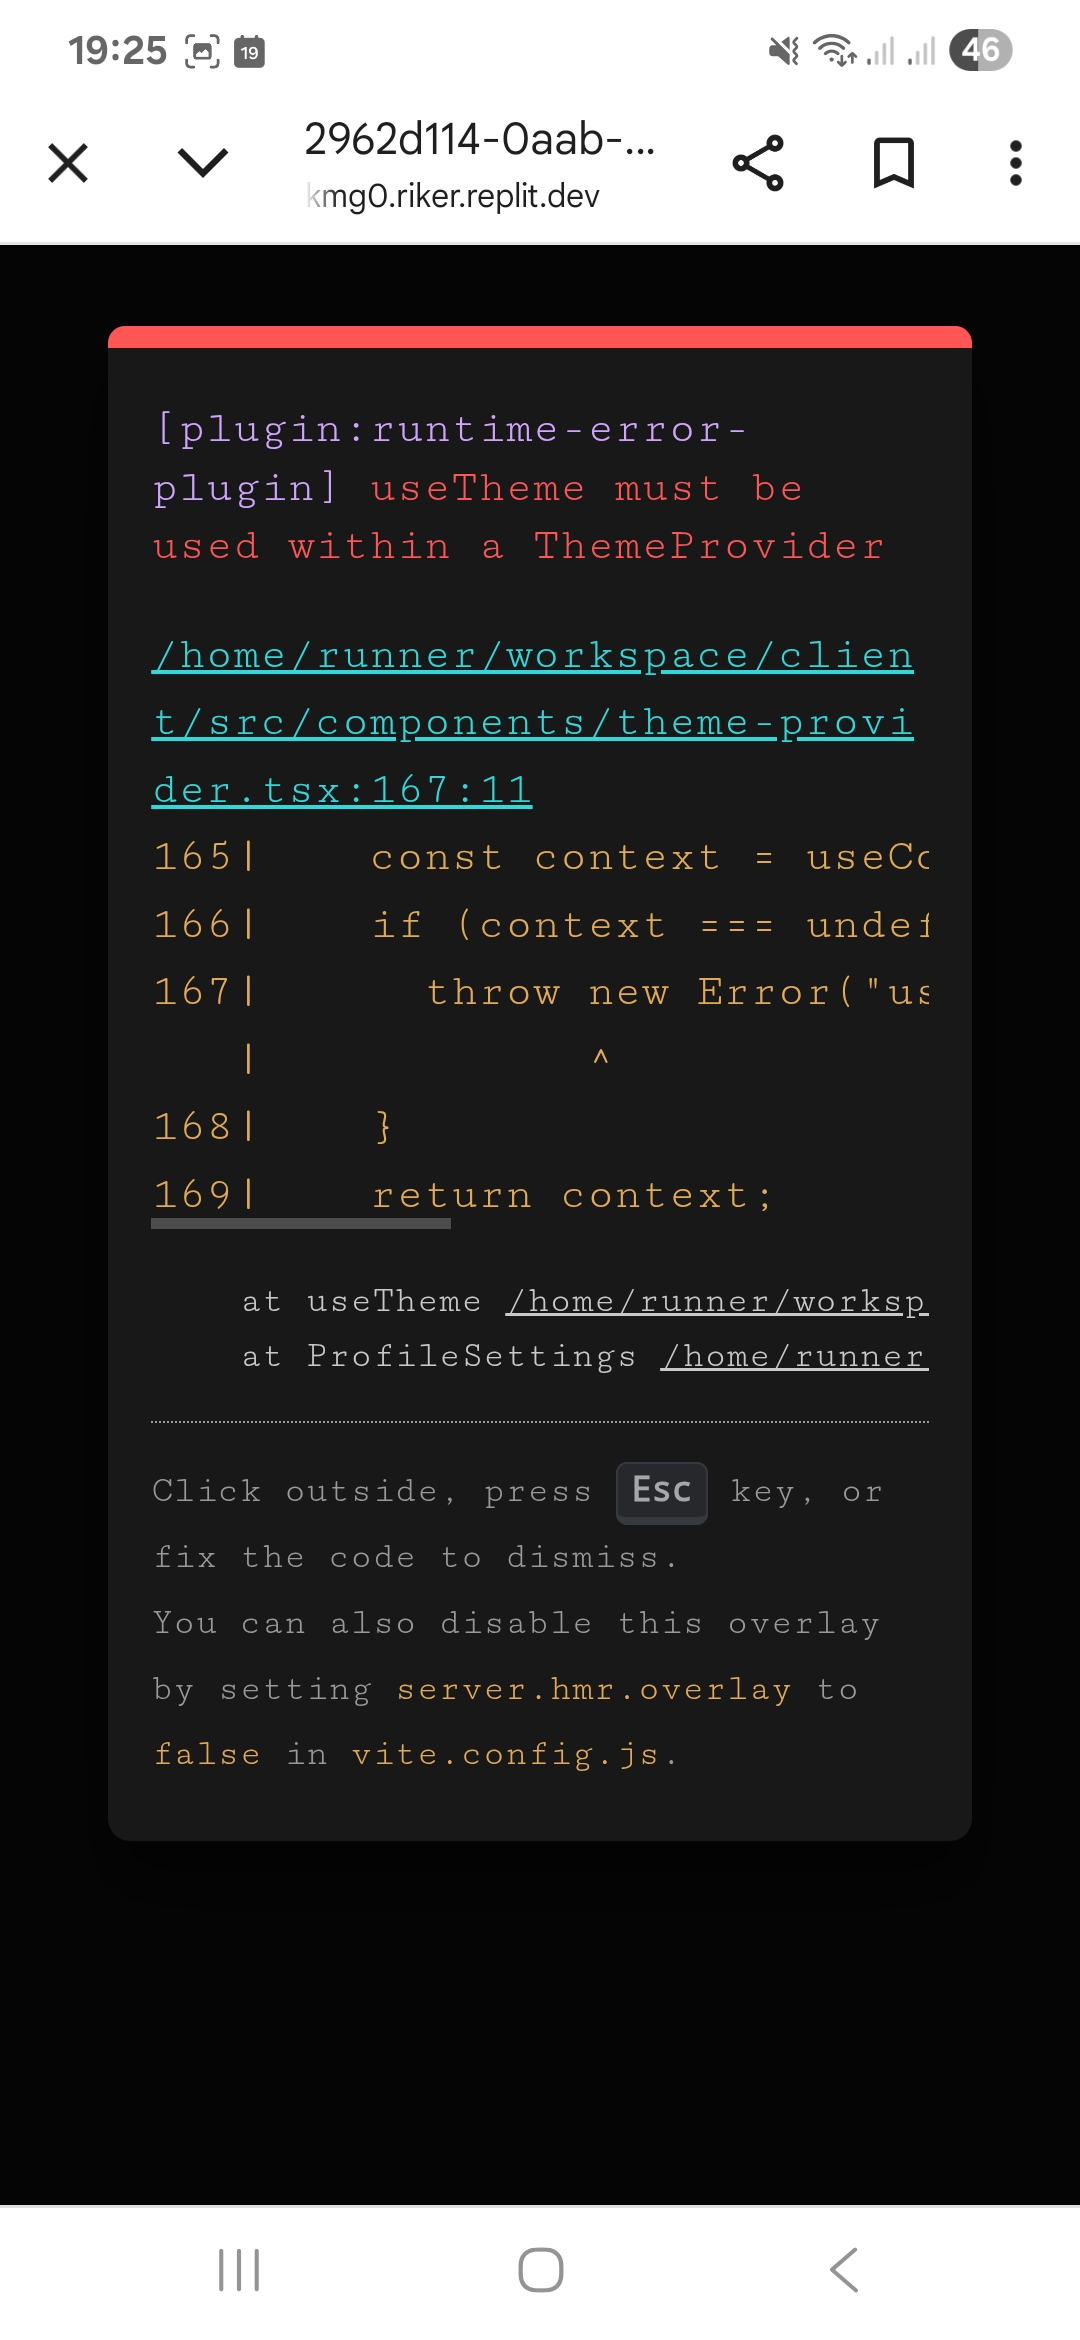 19:25 19 46
2962d114-0aab-...
kmg0.riker.replit.dev
[plugin:runtime-error-
plugin] useTheme must be
used within a ThemeProvider
/home/runner/workspace/clien
t/src/components/theme-provi
der.tsx:167:11
165|    const context = useCo
166|    if (context === undef
167|      throw new Error("us
   |            ^
168|    }
169|    return context;
at useTheme /home/runner/worksp
at ProfileSettings /home/runner
Click outside, press Esc key, or
fix the code to dismiss.
You can also disable this overlay
by setting server.hmr.overlay to
false in vite.config.js.